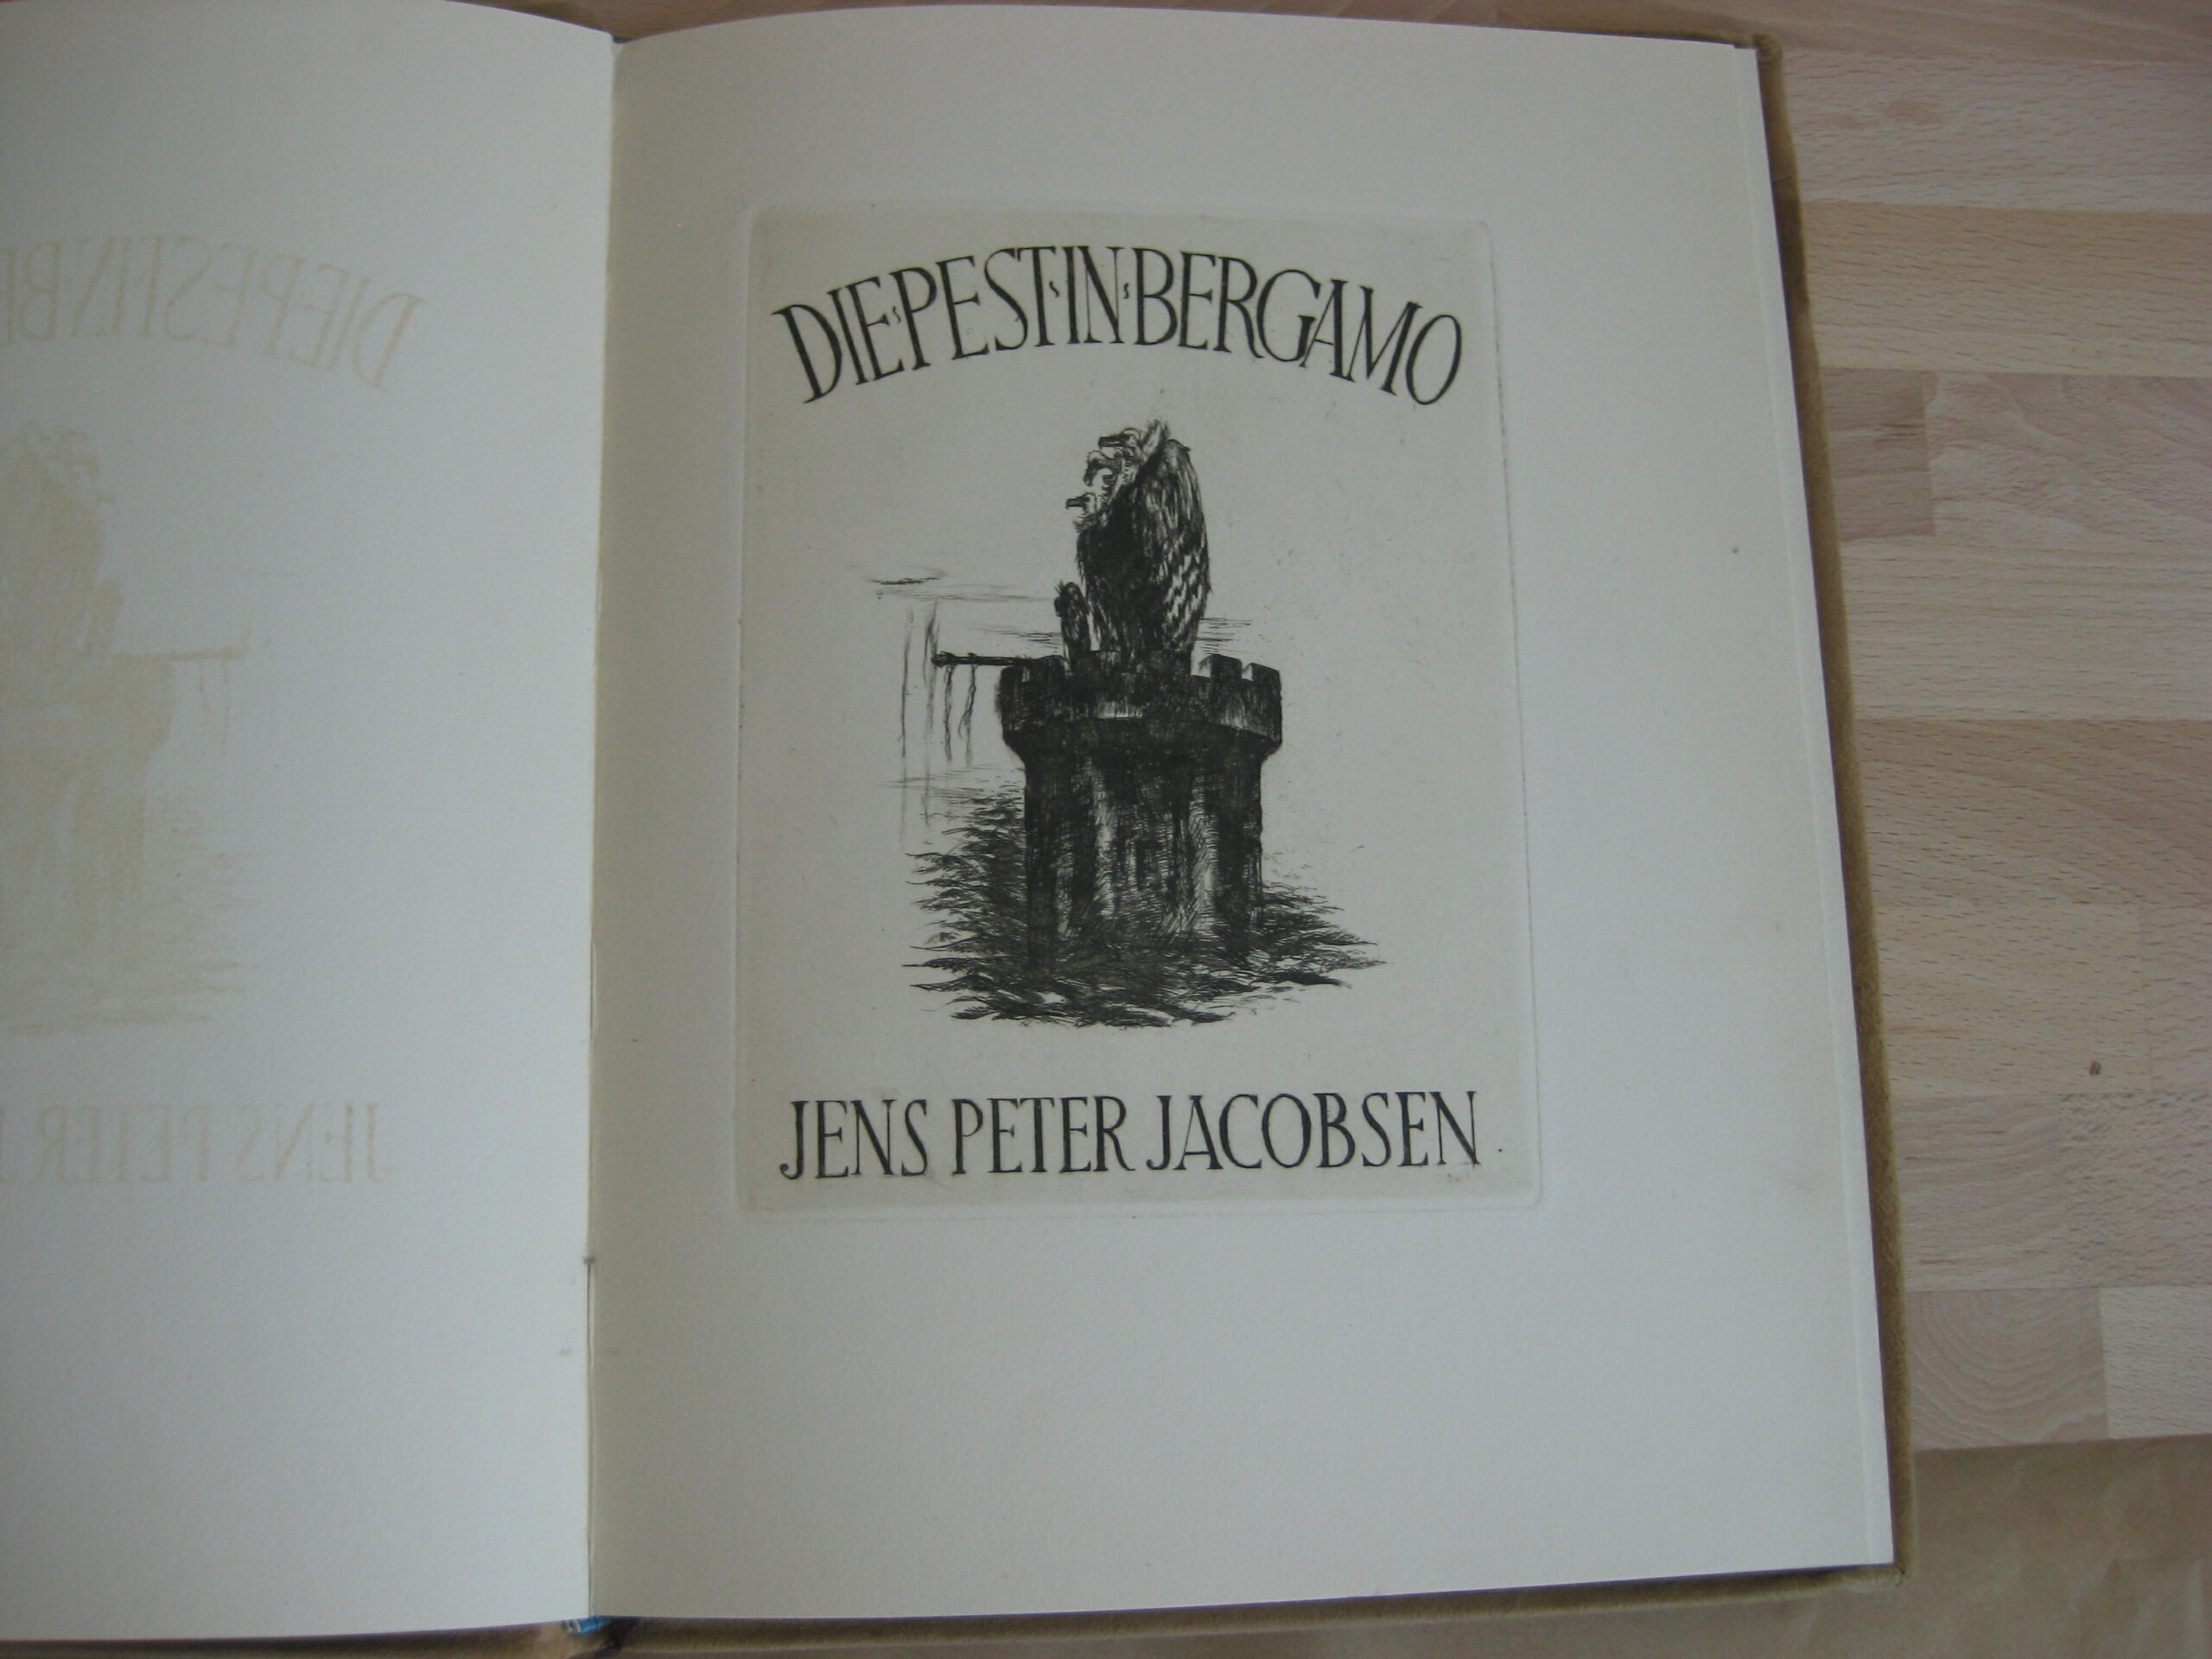 DIE·PEST·IN·BERGAMO
JENS PETER JACOBSEN.